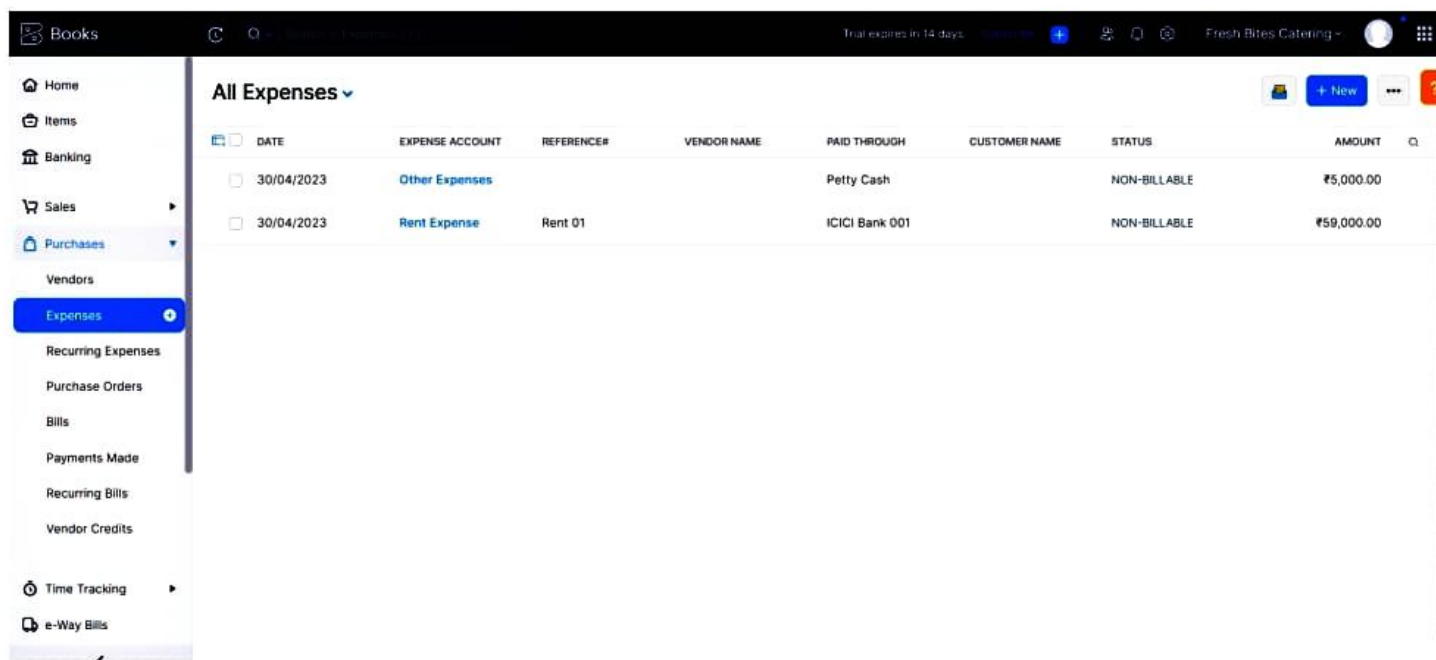 Books
Trial expires in 14 days
Fresh Bites Catering
Home
Items
Banking
Sales
Purchases
Vendors
Expenses
Recurring Expenses
Purchase Orders
Bills
Payments Made
Recurring Bills
Vendor Credits
Time Tracking
e-Way Bills
All Expenses
+ New
DATE EXPENSE ACCOUNT REFERENCE# VENDOR NAME PAID THROUGH CUSTOMER NAME STATUS AMOUNT
30/04/2023 Other Expenses Petty Cash NON-BILLABLE ₹5,000.00
30/04/2023 Rent Expense Rent 01 ICICI Bank 001 NON-BILLABLE ₹59,000.00